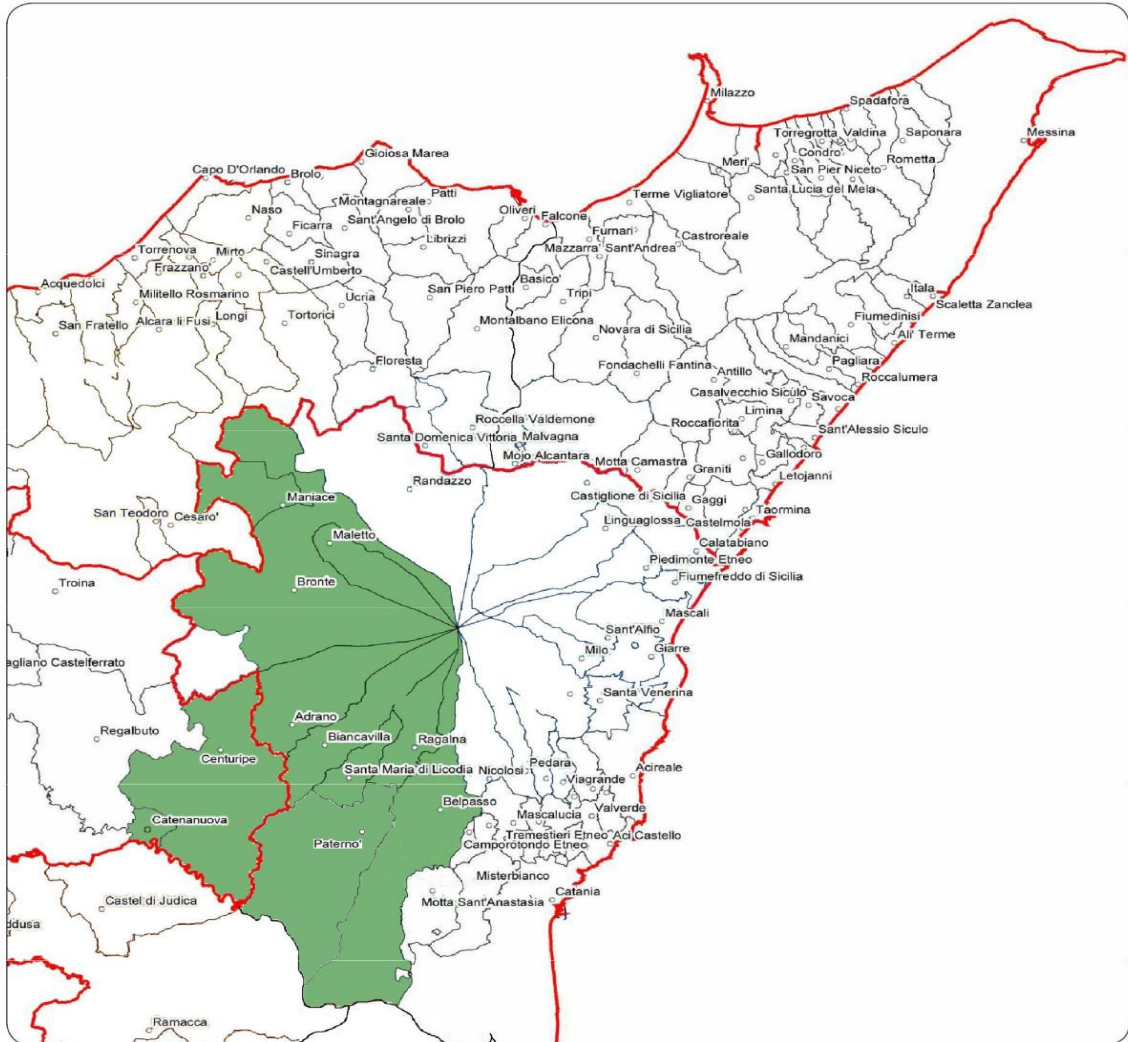 Milazzo
Spadafora
Torregrotta
Valdina
Saponara
Messina
Condro'
Rometta
San Pier Niceto
Meri'
Santa Lucia del Mela
Gioiosa Marea
Capo D'Orlando
Brolo
Patti
Montagnareale
Terme Vigliatore
Naso
Sant'Angelo di Brolo
Oliveri
Falcone
Ficarra
Furnari
Castroreale
Librizzi
Mazzarra' Sant'Andrea
Torrenova
Mirto
Sinagra
Frazzano'
Castell'Umberto
Acquedolci
Basico'
Militello Rosmarino
Ucria
San Piero Patti
Tripi
Itala
Scaletta Zanclea
Longi
San Fratello
Alcara li Fusi
Tortorici
Montalbano Elicona
Novara di Sicilia
Fiumedinisi
Mandanici
Ali' Terme
Floresta
Fondachelli Fantina
Antillo
Pagliara
Roccalumera
Casalvecchio Siculo
Savoca
Limina
Roccella Valdemone
Roccafiorita
Santa Domenica Vittoria
Malvagna
Sant'Alessio Siculo
Mojo Alcantara
Motta Camastra
Gallodoro
Graniti
Letojanni
Randazzo
Maniace
Castiglione di Sicilia
Gaggi
Taormina
San Teodoro
Cesaro'
Linguaglossa
Castelmola
Maletto
Calatabiano
Piedimonte Etneo
Troina
Bronte
Fiumefreddo di Sicilia
Mascali
Sant'Alfio
Milo
Giarre
agliano Castelferrato
Santa Venerina
Adrano
Regalbuto
Biancavilla
Ragalna
Centuripe
Pedara
Santa Maria di Licodia
Nicolosi
Acireale
Viagrande
Belpasso
Valverde
Catenanuova
Mascalucia
Paterno'
Tremestieri Etneo
Aci Castello
Camporotondo Etneo
Misterbianco
Castel di Judica
Motta Sant'Anastasia
Catania
ddusa
Ramacca